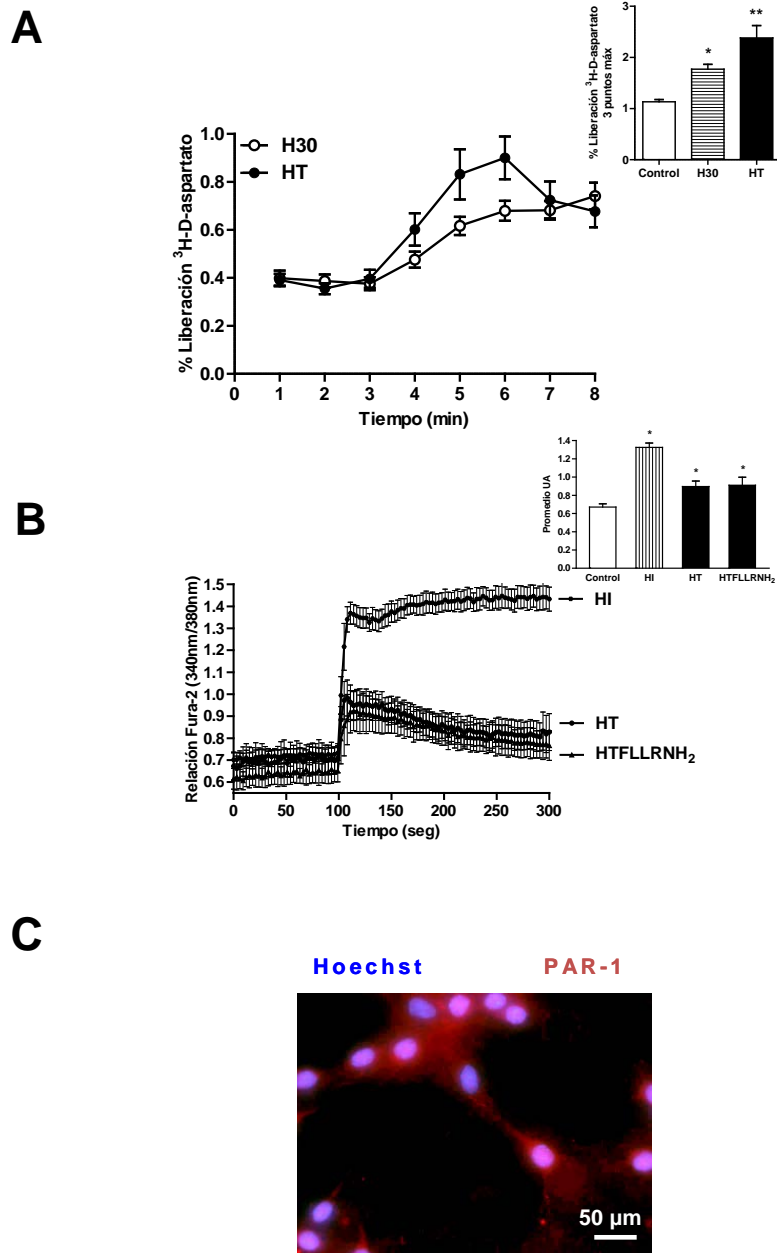 A
% Liberación ³H-D-aspartato
3 puntos máx
3
2
1
0
*
**
Control H30 HT
% Liberación ³H-D-aspartato
1.0
0.8
0.6
0.4
0.2
0.0
H30
HT
0 1 2 3 4 5 6 7 8
Tiempo (min)
B
Promedio UA
1.4
1.2
1.0
0.8
0.6
0.4
0.2
0.0
*
*
*
Control HI HT HTFLLRNH₂
Relación Fura-2 (340nm/380nm)
1.5
1.4
1.3
1.2
1.1
1.0
0.9
0.8
0.7
0.6
HI
HT
HTFLLRNH₂
0 50 100 150 200 250 300
Tiempo (seg)
C
Hoechst PAR-1
50 µm